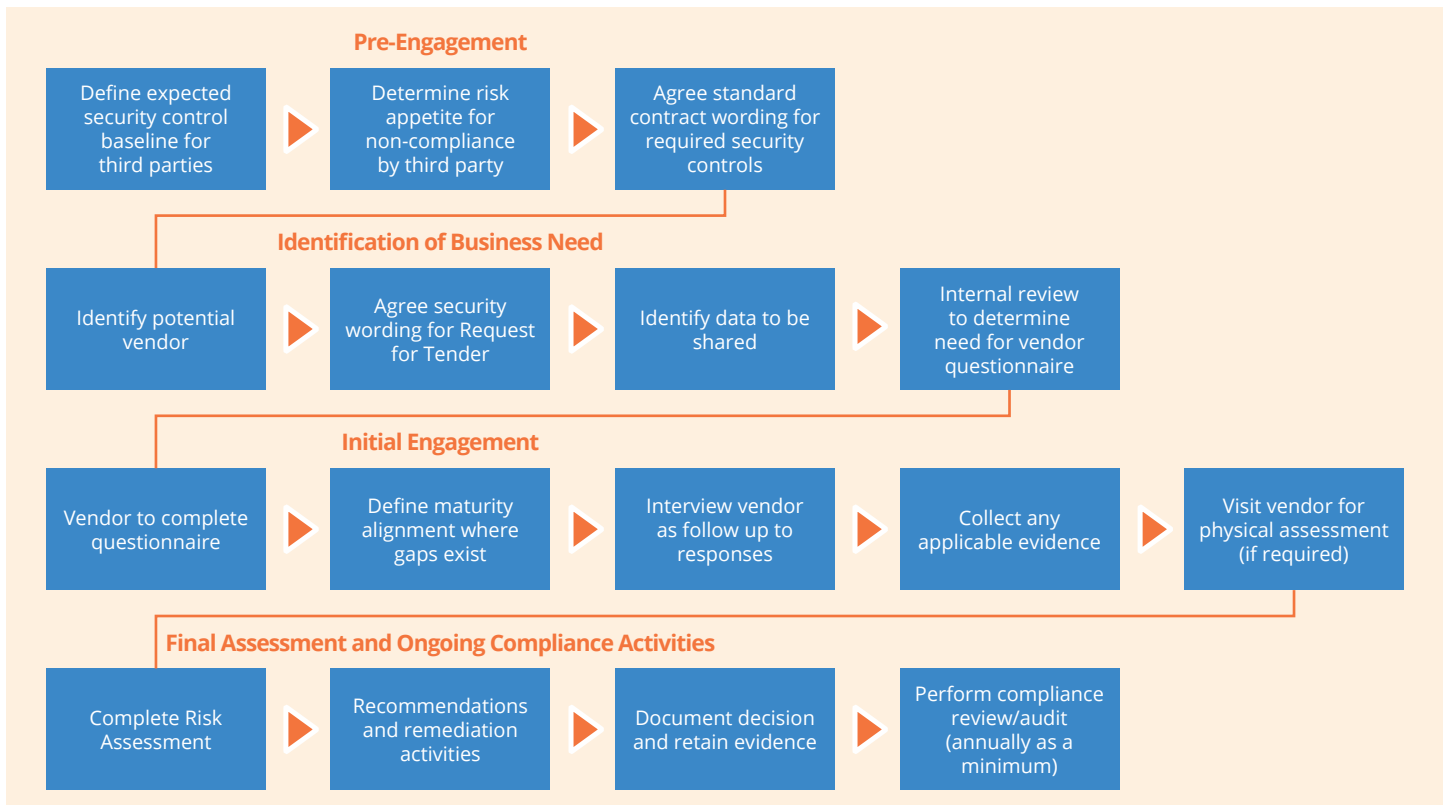 Pre-Engagement
Define expected
security control
baseline for
third parties
Determine risk
appetite for
non-compliance
by third party
Agree standard
contract wording for
required security
controls
Identification of Business Need
Identify potential
vendor
Agree security
wording for Request
for Tender
Identify data to be
shared
Internal review
to determine
need for vendor
questionnaire
Initial Engagement
Vendor to complete
questionnaire
Define maturity
alignment where
gaps exist
Interview vendor
as follow up to
responses
Collect any
applicable evidence
Visit vendor for
physical assessment
(if required)
Final Assessment and Ongoing Compliance Activities
Complete Risk
Assessment
Recommendations
and remediation
activities
Document decision
and retain evidence
Perform compliance
review/audit
(annually as a
minimum)